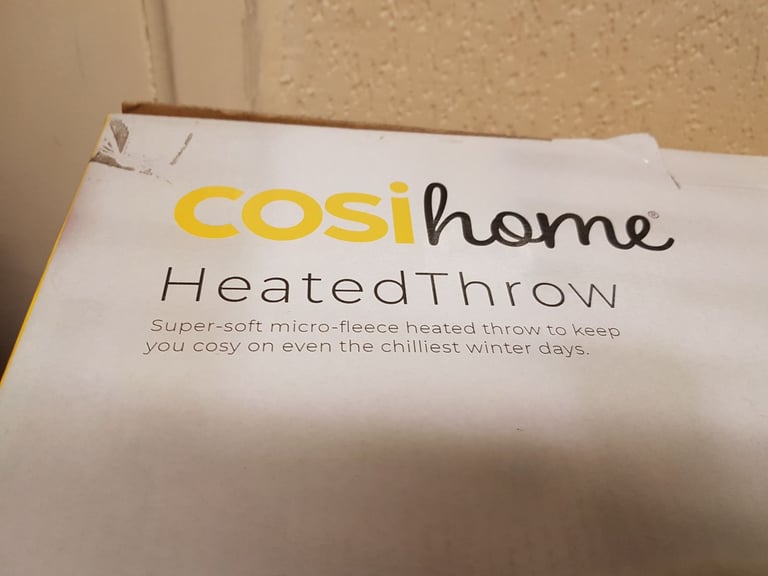 cosihome®
HeatedThrow
Super-soft micro-fleece heated throw to keep
you cosy on even the chilliest winter days.